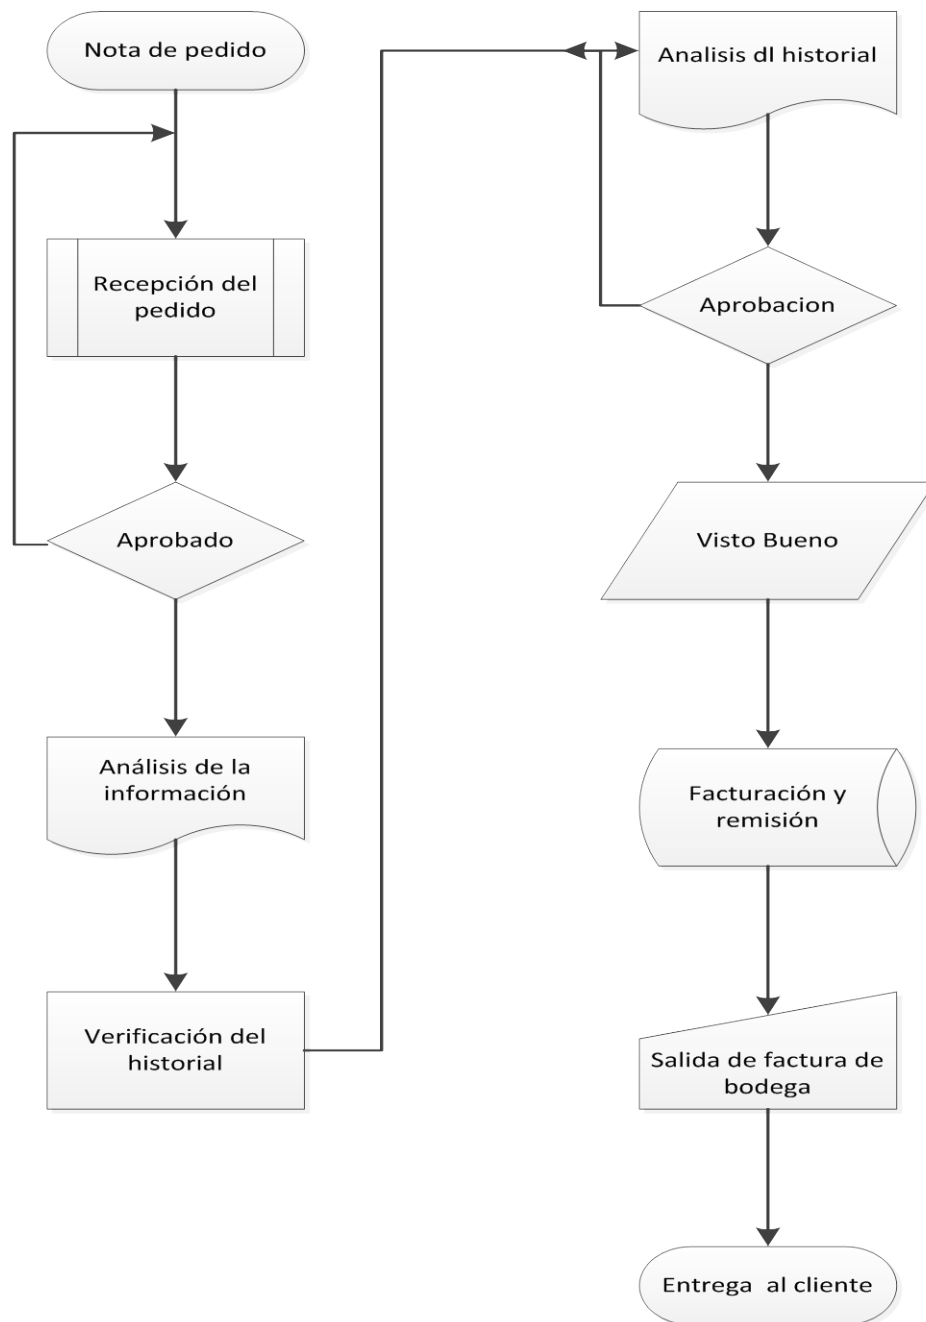 Nota de pedido
Recepción del
pedido
Aprobado
Análisis de la
información
Verificación del
historial
Analisis dl historial
Aprobacion
Visto Bueno
Facturación y
remisión
Salida de factura de
bodega
Entrega  al cliente